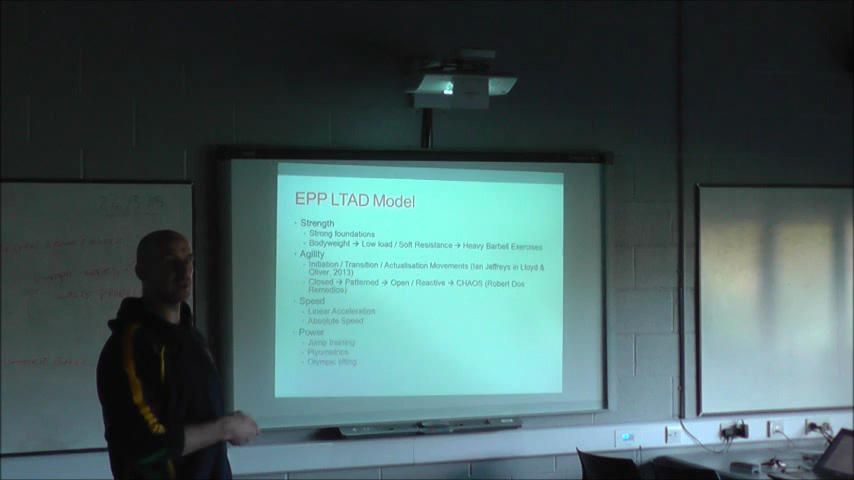 EPP LTAD Model
Strength
Strong foundations
Bodyweight → Low load / Soft Resistance → Heavy Barbell Exercises
Agility
Initiation / Transition / Actualisation Movements (Ian Jeffreys in Lloyd &
Oliver, 2013)
Closed → Patterned → Open / Reactive → CHAOS (Robert Dos
Remedios)
Speed
Linear Acceleration
Absolute Speed
Power
Jump training
Plyometrics
Olympic lifting